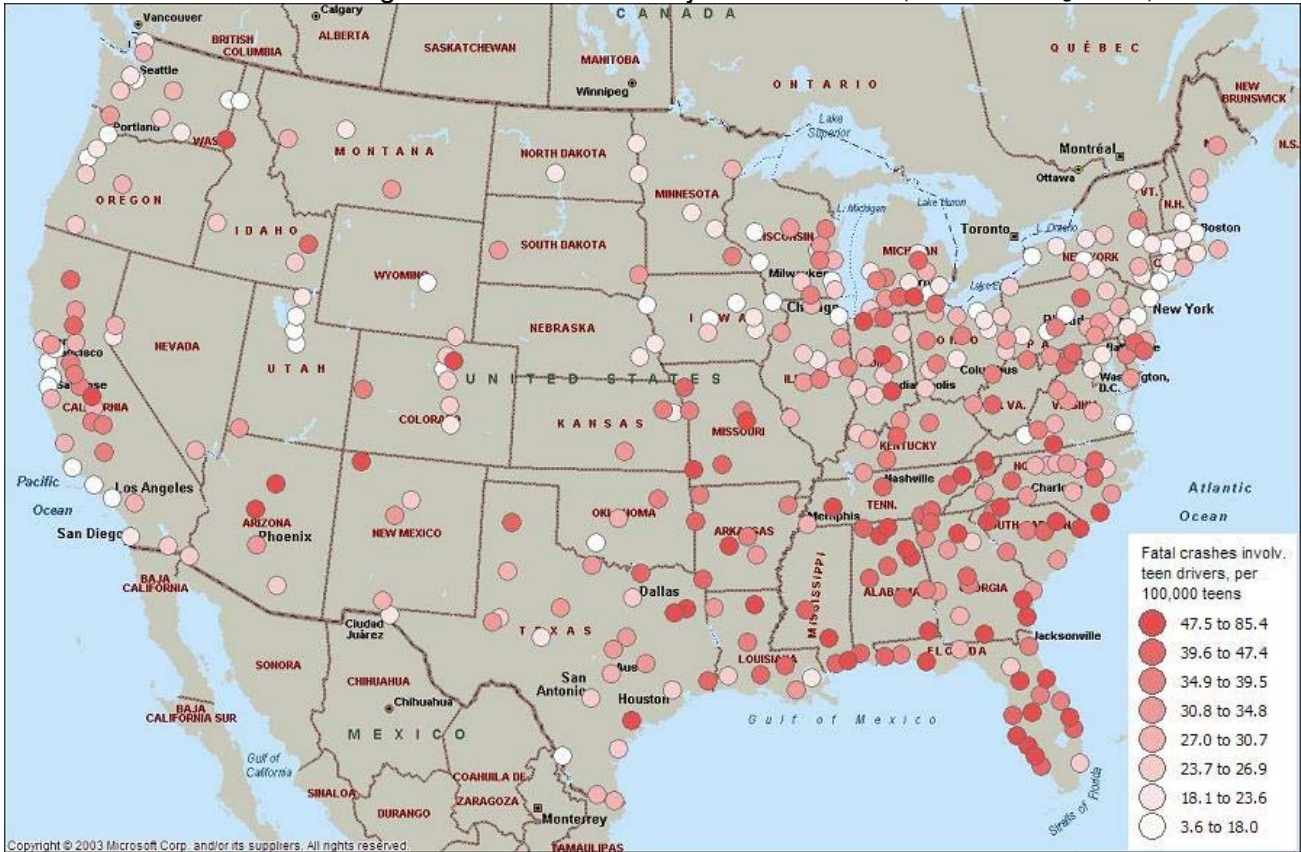 CANADA
Vancouver
Calgary
BRITISH
COLUMBIA
ALBERTA
SASKATCHEWAN
MANITOBA
Winnipeg
ONTARIO
QUÉBEC
NEW
BRUNSWICK
N.S.
Lake
Superior
Montréal
Ottawa
Seattle
Portland
MONTANA
NORTH DAKOTA
MINNESOTA
VT.
N.H.
OREGON
IDAHO
L. Michigan
Lake Huron
Toronto
L. Ontario
Boston
SOUTH DAKOTA
WYOMING
NEW YORK
New York
NEBRASKA
NEVADA
UTAH
UNITED STATES
Columbus
Washington,
D.C.
CALIFORNIA
COLORADO
KANSAS
MISSOURI
KENTUCKY
Nashville
TENN.
Pacific
Ocean
Los Angeles
San Diego
ARIZONA
Phoenix
NEW MEXICO
OKLAHOMA
ARKANSAS
Memphis
MISSISSIPPI
ALABAMA
GEORGIA
Atlantic
Ocean
BAJA
CALIFORNIA
Dallas
Ciudad
Juárez
TEXAS
Jacksonville
FLORIDA
SONORA
CHIHUAHUA
Chihuahua
San
Antonio
Houston
LOUISIANA
Gulf of Mexico
BAJA
CALIFORNIA SUR
MEXICO
Gulf of
California
SINALOA
DURANGO
COAHUILA DE
ZARAGOZA
Monterrey
TAMAULIPAS
Straits of Florida
Fatal crashes involv.
teen drivers, per
100,000 teens
47.5 to 85.4
39.6 to 47.4
34.9 to 39.5
30.8 to 34.8
27.0 to 30.7
23.7 to 26.9
18.1 to 23.6
3.6 to 18.0
Copyright © 2003 Microsoft Corp. and/or its suppliers. All rights reserved.